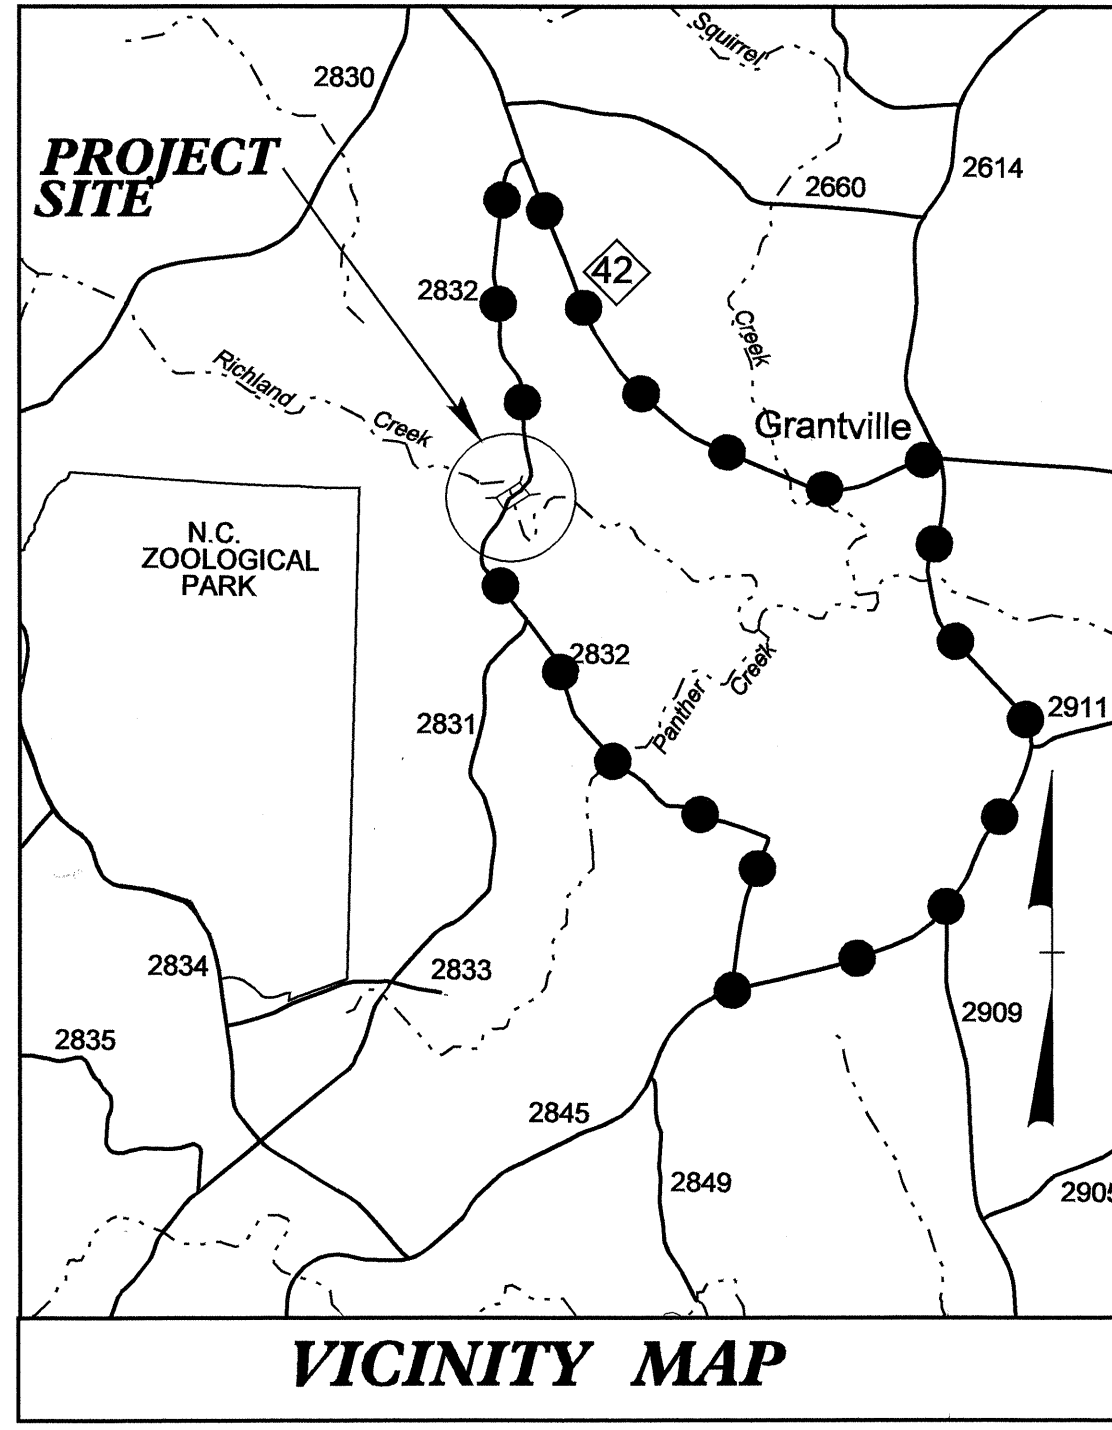 Squirrel
2830
PROJECT
SITE
2614
2660
42
2832
Creek
Richland
Creek
Grantville
N.C.
ZOOLOGICAL
PARK
2832
Creek
Panther
2911
2831
2834
2833
2909
2835
2845
2849
2905
VICINITY MAP